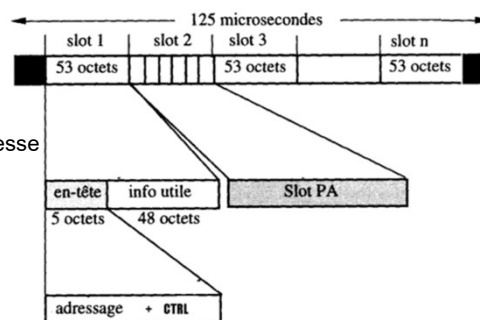 125 microsecondes
slot 1 slot 2 slot 3 slot n
53 octets 53 octets 53 octets
esse
en-tête info utile Slot PA
5 octets 48 octets
adressage + CTRL